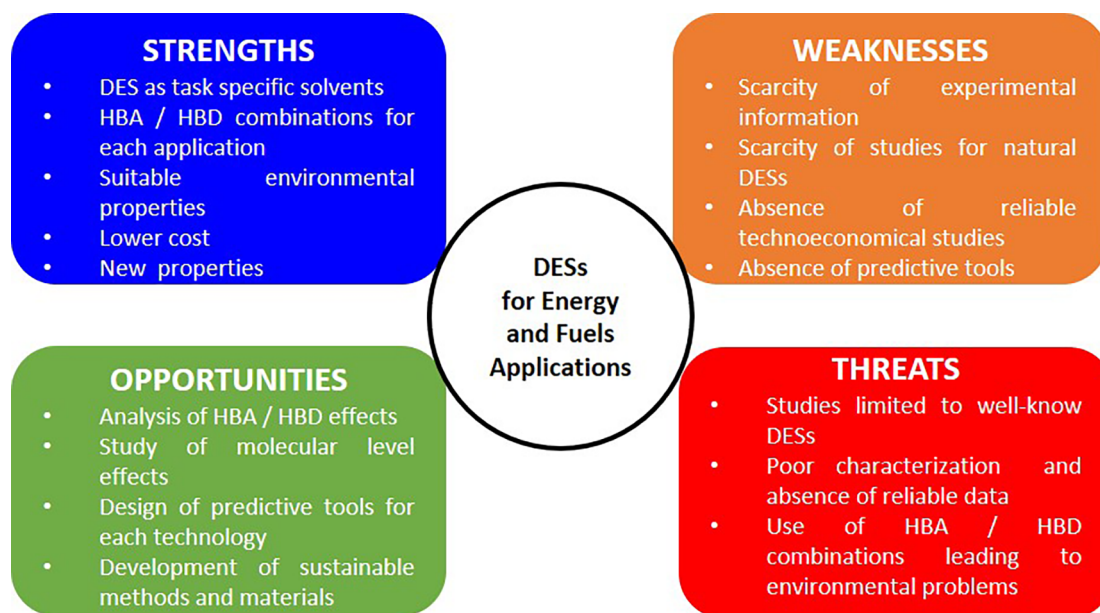 STRENGTHS
• DES as task specific solvents
• HBA / HBD combinations for
each application
• Suitable environmental
properties
• Lower cost
• New properties
WEAKNESSES
• Scarcity of experimental
information
• Scarcity of studies for natural
DESs
• Absence of reliable
technoeconomical studies
• Absence of predictive tools
DESs
for Energy
and Fuels
Applications
OPPORTUNITIES
• Analysis of HBA / HBD effects
• Study of molecular level
effects
• Design of predictive tools for
each technology
• Development of sustainable
methods and materials
THREATS
• Studies limited to well-know
DESs
• Poor characterization and
absence of reliable data
• Use of HBA / HBD
combinations leading to
environmental problems